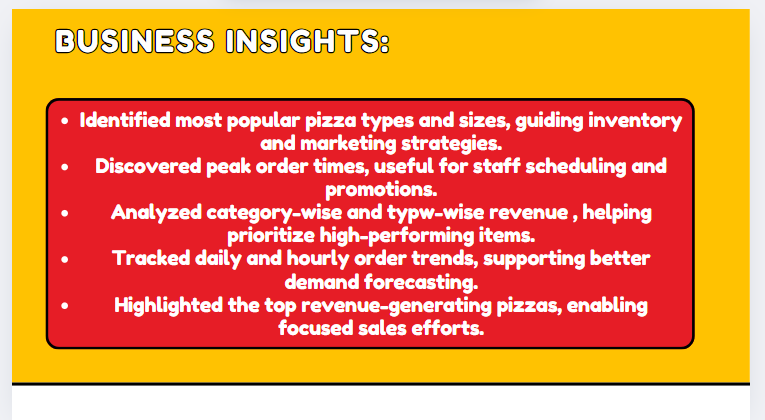 BUSINESS INSIGHTS:
• Identified most popular pizza types and sizes, guiding inventory
and marketing strategies.
• Discovered peak order times, useful for staff scheduling and
promotions.
• Analyzed category-wise and typw-wise revenue , helping
prioritize high-performing items.
• Tracked daily and hourly order trends, supporting better
demand forecasting.
• Highlighted the top revenue-generating pizzas, enabling
focused sales efforts.